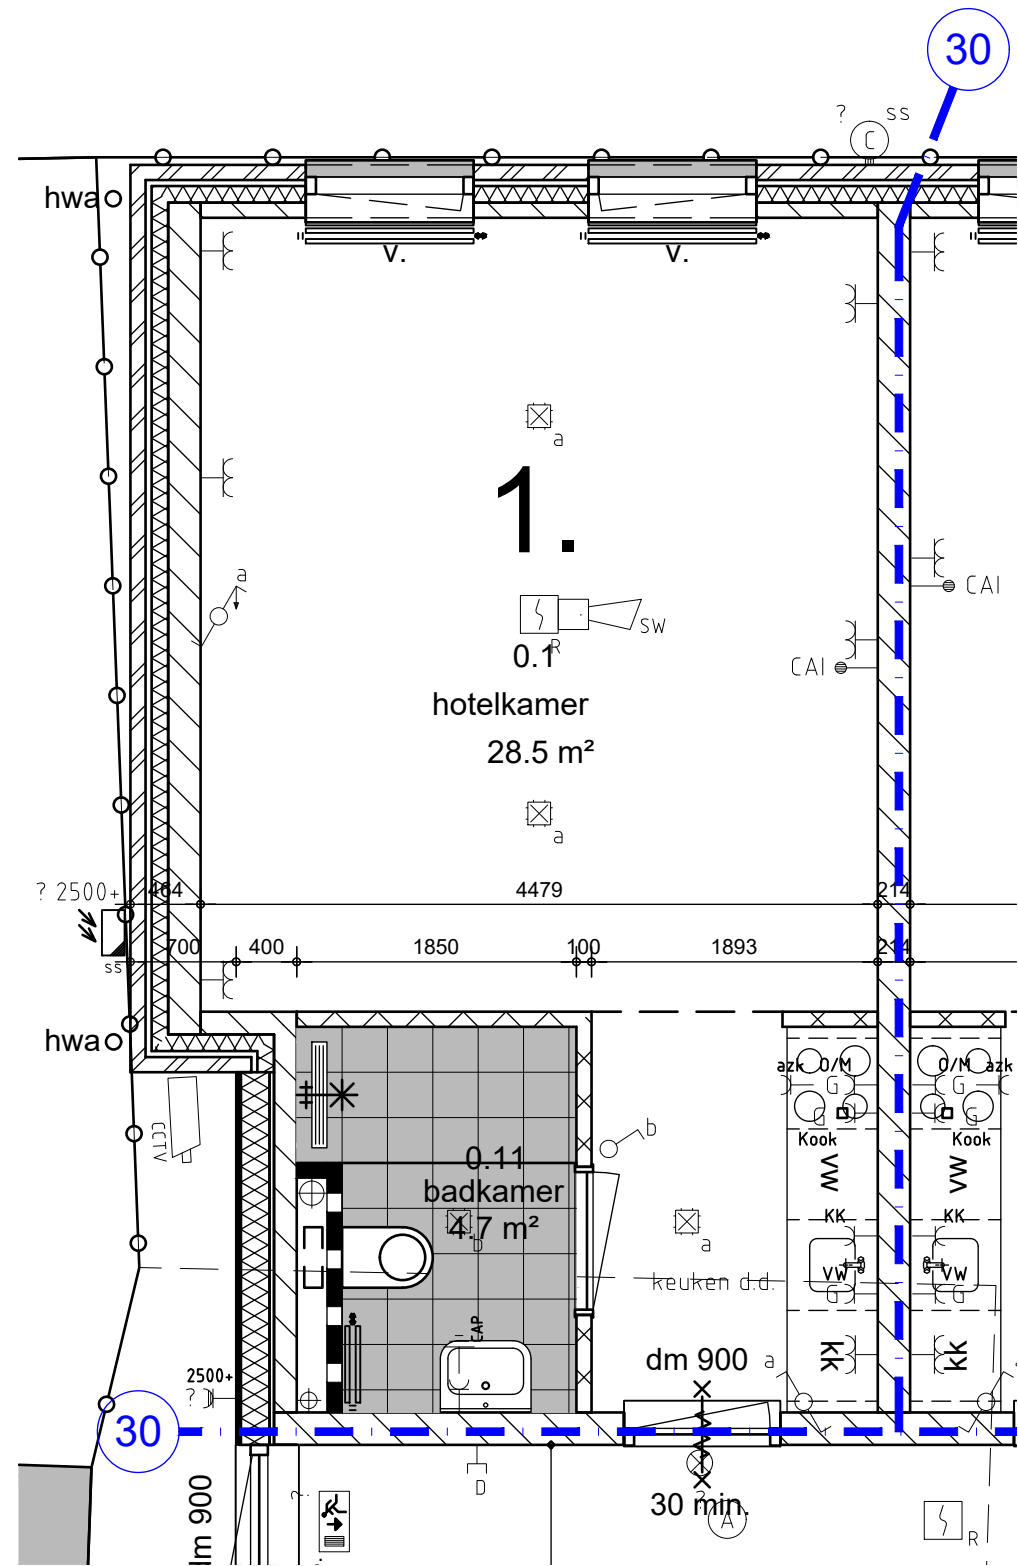 30
? ss
C
hwa
v. v.
a
1.
a
CAI
SW
R
0.1
CAI
hotelkamer
28.5 m²
a
? 2500+ 464 4479 214
700 400 1850 100 1893 214
ss
hwa
azk O/M O/M azk
G G
G G
CCTV
b
Kook Kook
0.11
badkamer
4.7 m²
VW VW
KK KK
b a
VW VW
keuken d.d.
G G
CAP
kk kk
dm 900
a
2500+
?
30
D
dm 900
?
30 min.
?
A
R